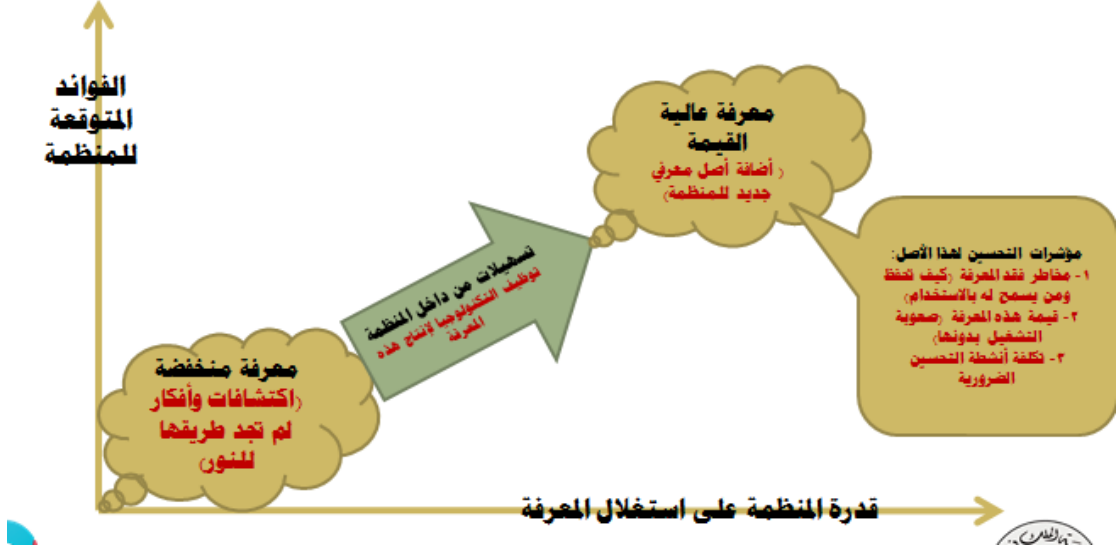 الفوائد
المتوقعة
للمنظمة
معرفة عالية
القيمة
(أضافة أصل معرفي
جديد للمنظمة)
مؤشرات التحسين لهذا الأصل:
١- مخاطر فقد المعرفة (كيف تحفظ
ومن يسمح له بالاستخدام)
٢- قيمة هذه المعرفة (صعوبة
التشغيل بدونها)
٣- تكلفة أنشطة التحسين
الضرورية
تسهيلات من داخل المنظمة
توظيف التكنولوجيا لإنتاج هذه
المعرفة
معرفة منخفضة
(اكتشافات وأفكار
لم تجد طريقها
للنور)
قدرة المنظمة على استغلال المعرفة